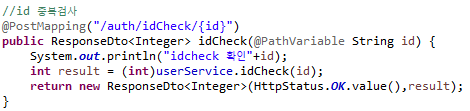 //id 중복검사
@PostMapping("/auth/idCheck/{id}")
public ResponseDto<Integer> idCheck(@PathVariable String id) {
System.out.println("idcheck 확인"+id);
int result = (int)userService.idCheck(id);
return new ResponseDto<Integer>(HttpStatus.OK.value(),result);
}